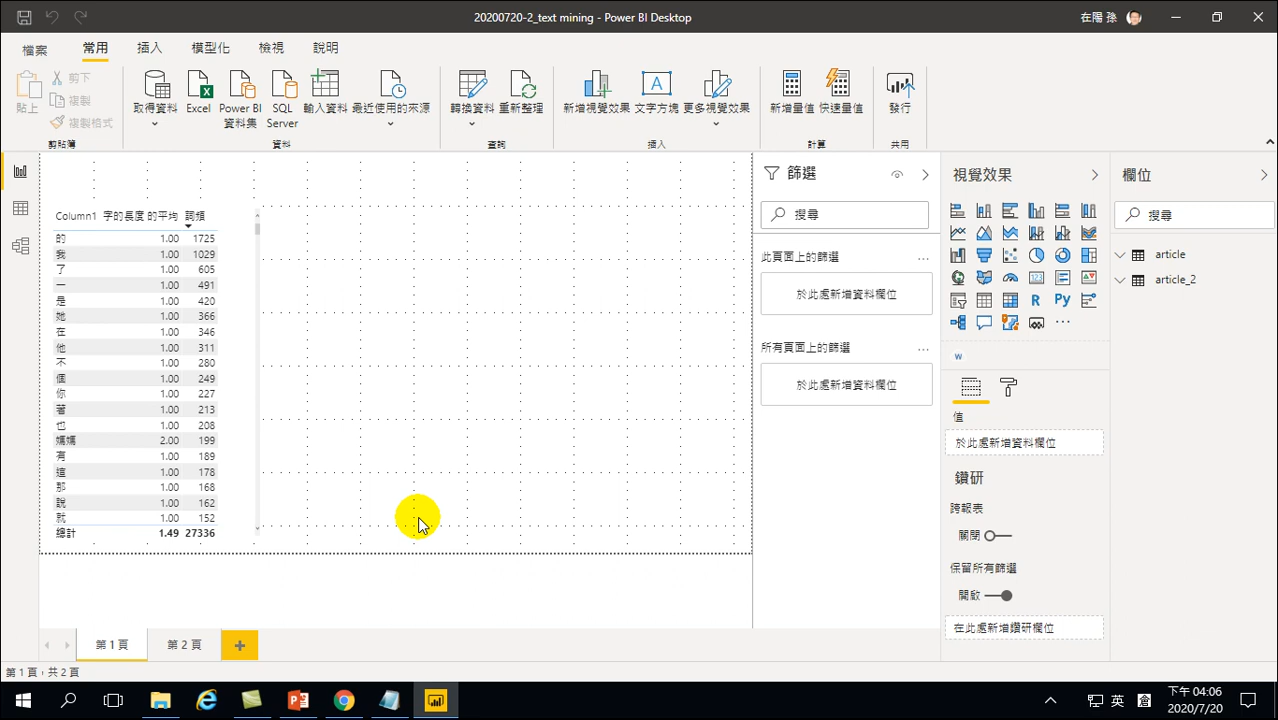 20200720-2_text mining - Power BI Desktop
在陽 孫
檔案 常用 插入 模型化 檢視 說明
貼上
剪下
複製
複製格式
剪貼簿
取得資料
Excel
Power BI
資料集
SQL
Server
輸入資料
最近使用的來源
資料
轉換資料
重新整理
查詢
新增視覺效果
文字方塊
更多視覺效果
插入
新增量值
快速量值
計算
發行
共用
Column1 字的長度 的平均 詞頻
的 1.00 1725
我 1.00 1029
了 1.00 605
一 1.00 491
是 1.00 420
她 1.00 366
在 1.00 346
他 1.00 311
不 1.00 280
個 1.00 249
你 1.00 227
著 1.00 213
也 1.00 208
媽媽 2.00 199
有 1.00 189
這 1.00 178
那 1.00 168
說 1.00 162
就 1.00 152
總計 1.49 27336
篩選
搜尋
此頁面上的篩選
於此處新增資料欄位
所有頁面上的篩選
於此處新增資料欄位
視覺效果
R
Py
W
值
於此處新增資料欄位
鑽研
跨報表
關閉
保留所有篩選
開啟
在此處新增鑽研欄位
欄位
搜尋
article
article_2
第 1 頁
第 2 頁
第 1 頁，共 2 頁
英
下午 04:06
2020/7/20